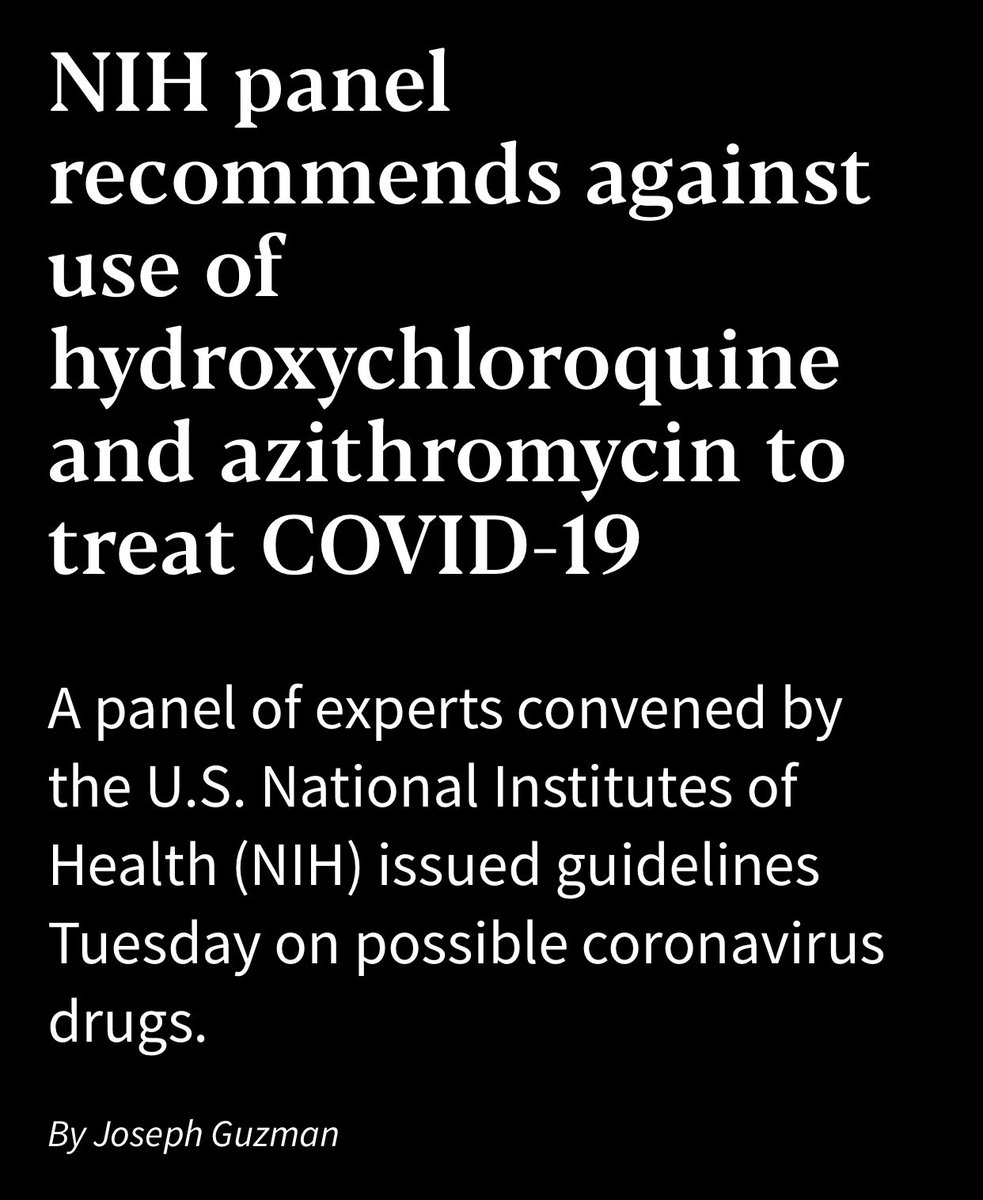 NIH panel
recommends against
use of
hydroxychloroquine
and azithromycin to
treat COVID-19
A panel of experts convened by
the U.S. National Institutes of
Health (NIH) issued guidelines
Tuesday on possible coronavirus
drugs.
By Joseph Guzman